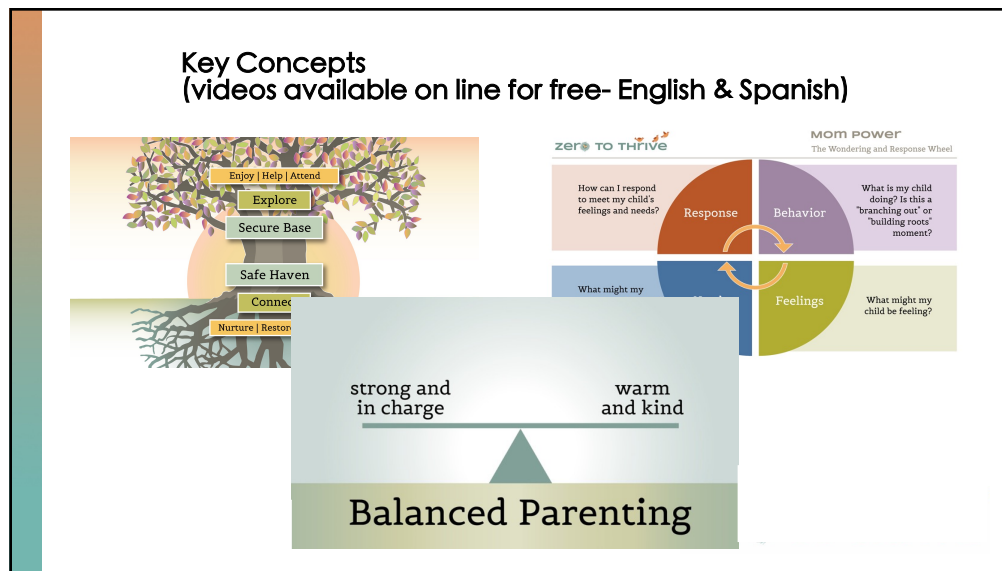 Key Concepts
(videos available on line for free- English & Spanish)
Enjoy | Help | Attend
Explore
Secure Base
Safe Haven
Connec
Nurture | Restor
zero TO THRIVE
MOM POWER
The Wondering and Response Wheel
How can I respond
to meet my child's
feelings and needs?
Response
Behavior
What is my child
doing? Is this a
"branching out" or
"building roots"
moment?
What might my
Feelings
What might my
child be feeling?
strong and
in charge
warm
and kind
Balanced Parenting